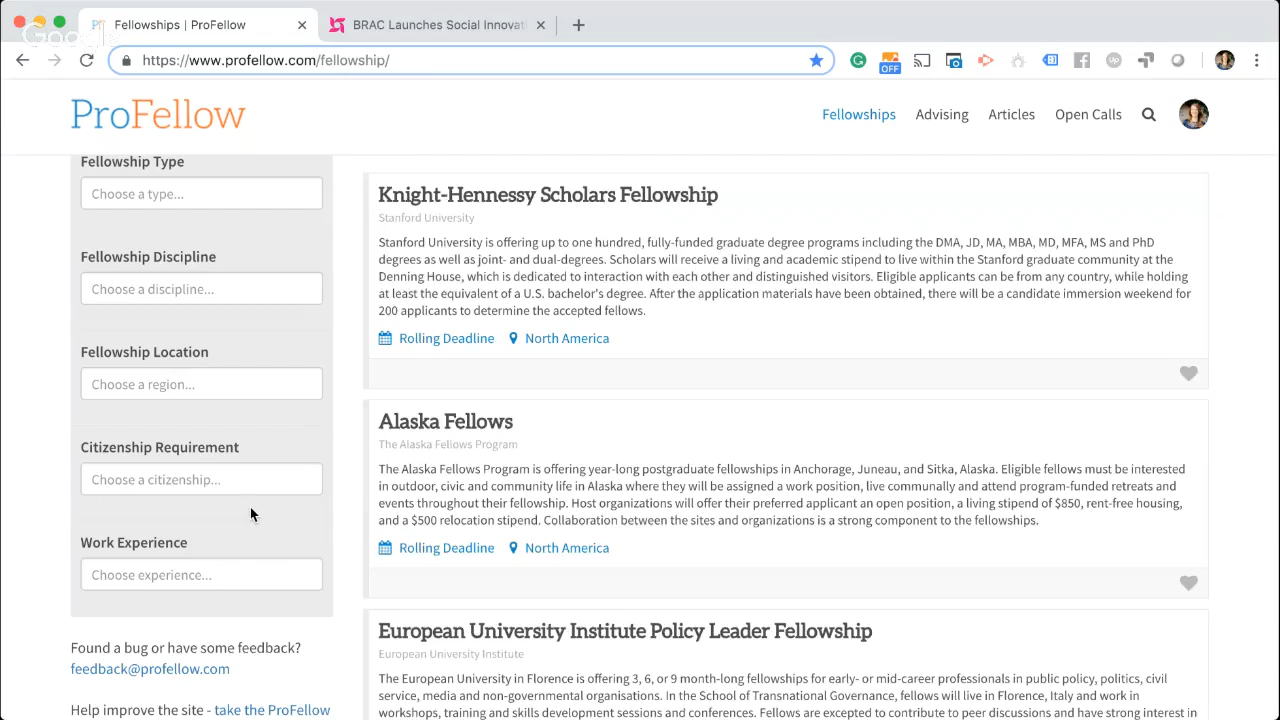 Fellowships | ProFellow
BRAC Launches Social Innovat
https://www.profellow.com/fellowship/
OFF
ProFellow
Fellowships
Advising
Articles
Open Calls
Fellowship Type
Choose a type...
Fellowship Discipline
Choose a discipline...
Fellowship Location
Choose a region...
Citizenship Requirement
Choose a citizenship...
Work Experience
Choose experience...
Found a bug or have some feedback?
feedback@profellow.com
Help improve the site - take the ProFellow
Knight-Hennessy Scholars Fellowship
Stanford University
Stanford University is offering up to one hundred, fully-funded graduate degree programs including the DMA, JD, MA, MBA, MD, MFA, MS and PhD
degrees as well as joint- and dual-degrees. Scholars will receive a living and academic stipend to live within the Stanford graduate community at the
Denning House, which is dedicated to interaction with each other and distinguished visitors. Eligible applicants can be from any country, while holding
at least the equivalent of a U.S. bachelor's degree. After the application materials have been obtained, there will be a candidate immersion weekend for
200 applicants to determine the accepted fellows.
Rolling Deadline
North America
Alaska Fellows
The Alaska Fellows Program
The Alaska Fellows Program is offering year-long postgraduate fellowships in Anchorage, Juneau, and Sitka, Alaska. Eligible fellows must be interested
in outdoor, civic and community life in Alaska where they will be assigned a work position, live communally and attend program-funded retreats and
events throughout their fellowship. Host organizations will offer their preferred applicant an open position, a living stipend of $850, rent-free housing,
and a $500 relocation stipend. Collaboration between the sites and organizations is a strong component to the fellowships.
Rolling Deadline
North America
European University Institute Policy Leader Fellowship
European University Institute
The European University in Florence is offering 3, 6, or 9 month-long fellowships for early- or mid-career professionals in public policy, politics, civil
service, media and non-governmental organisations. In the School of Transnational Governance, fellows will live in Florence, Italy and work in
workshops, training and skills development sessions and conferences. Fellows are excepted to contribute to peer discussions and have strong interest in